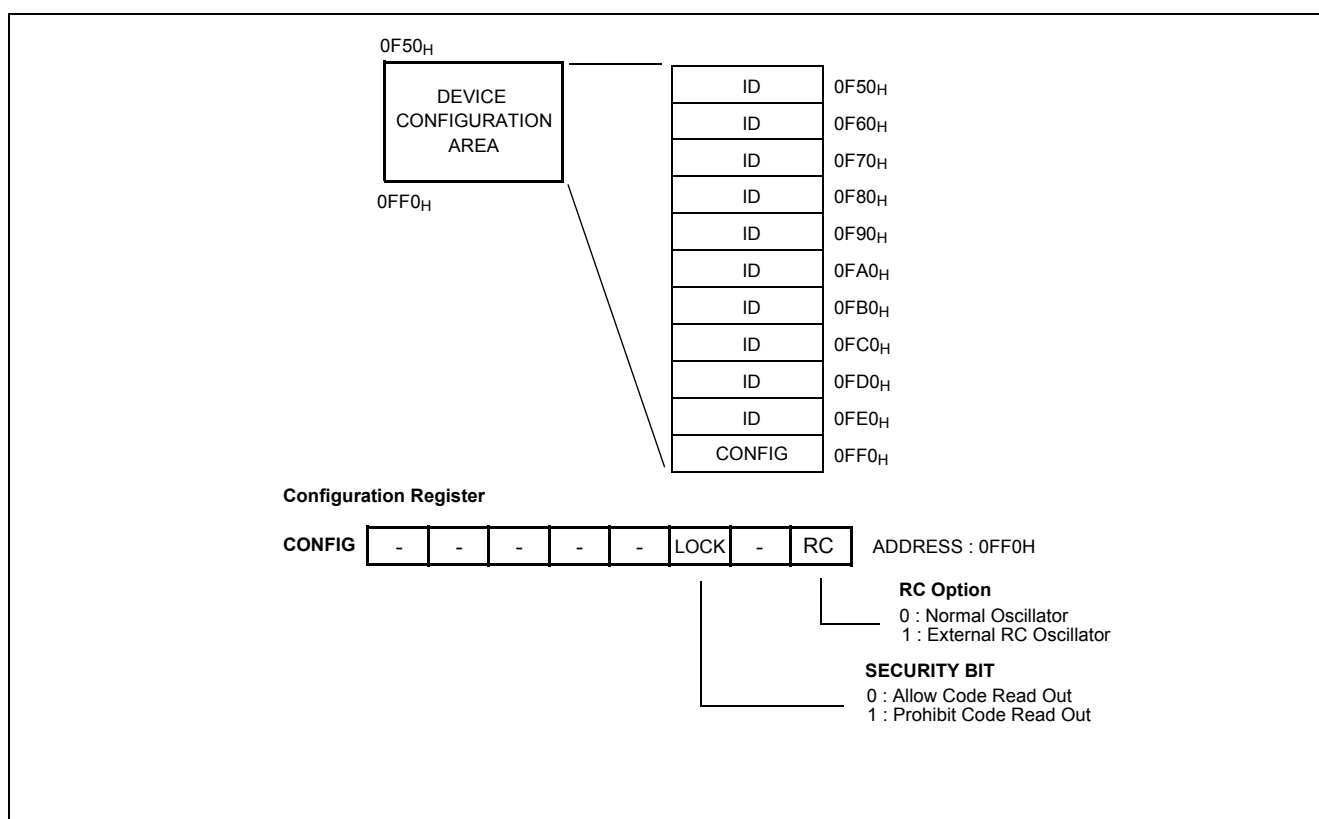 0F50H
DEVICE
CONFIGURATION
AREA
0FF0H
ID 0F50H
ID 0F60H
ID 0F70H
ID 0F80H
ID 0F90H
ID 0FA0H
ID 0FB0H
ID 0FC0H
ID 0FD0H
ID 0FE0H
CONFIG 0FF0H
Configuration Register
CONFIG - - - - - LOCK - RC ADDRESS : 0FF0H
RC Option
0 : Normal Oscillator
1 : External RC Oscillator
SECURITY BIT
0 : Allow Code Read Out
1 : Prohibit Code Read Out